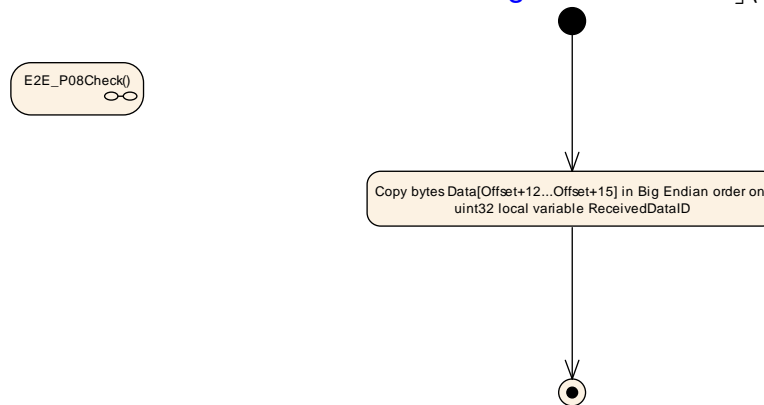 E2E_P08Check()
Copy bytes Data[Offset+12...Offset+15] in Big Endian order on
uint32 local variable ReceivedDataID